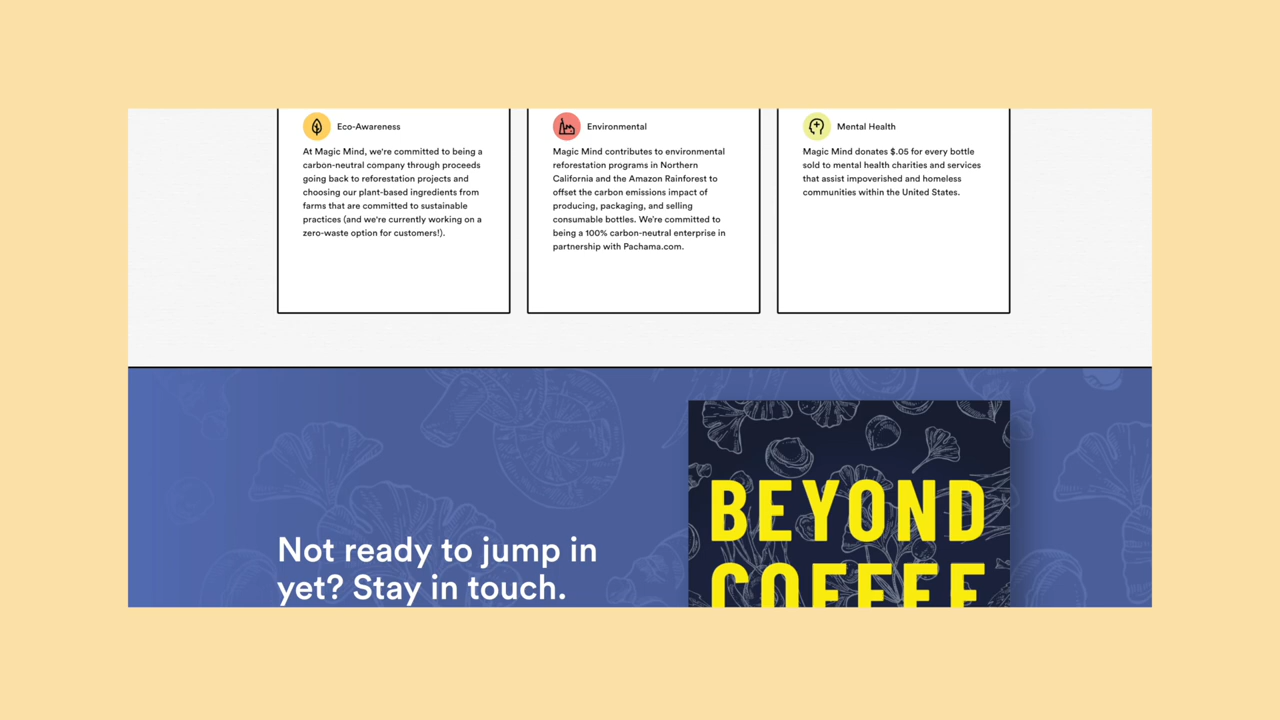 Eco-Awareness
At Magic Mind, we're committed to being a
carbon-neutral company through proceeds
going back to reforestation projects and
choosing our plant-based ingredients from
farms that are committed to sustainable
practices (and we're currently working on a
zero-waste option for customers!).
Environmental
Magic Mind contributes to environmental
reforestation programs in Northern
California and the Amazon Rainforest to
offset the carbon emissions impact of
producing, packaging, and selling
consumable bottles. We're committed to
being a 100% carbon-neutral enterprise in
partnership with Pachama.com.
Mental Health
Magic Mind donates $.05 for every bottle
sold to mental health charities and services
that assist impoverished and homeless
communities within the United States.
Not ready to jump in
yet? Stay in touch.
BEYOND
COFFEE